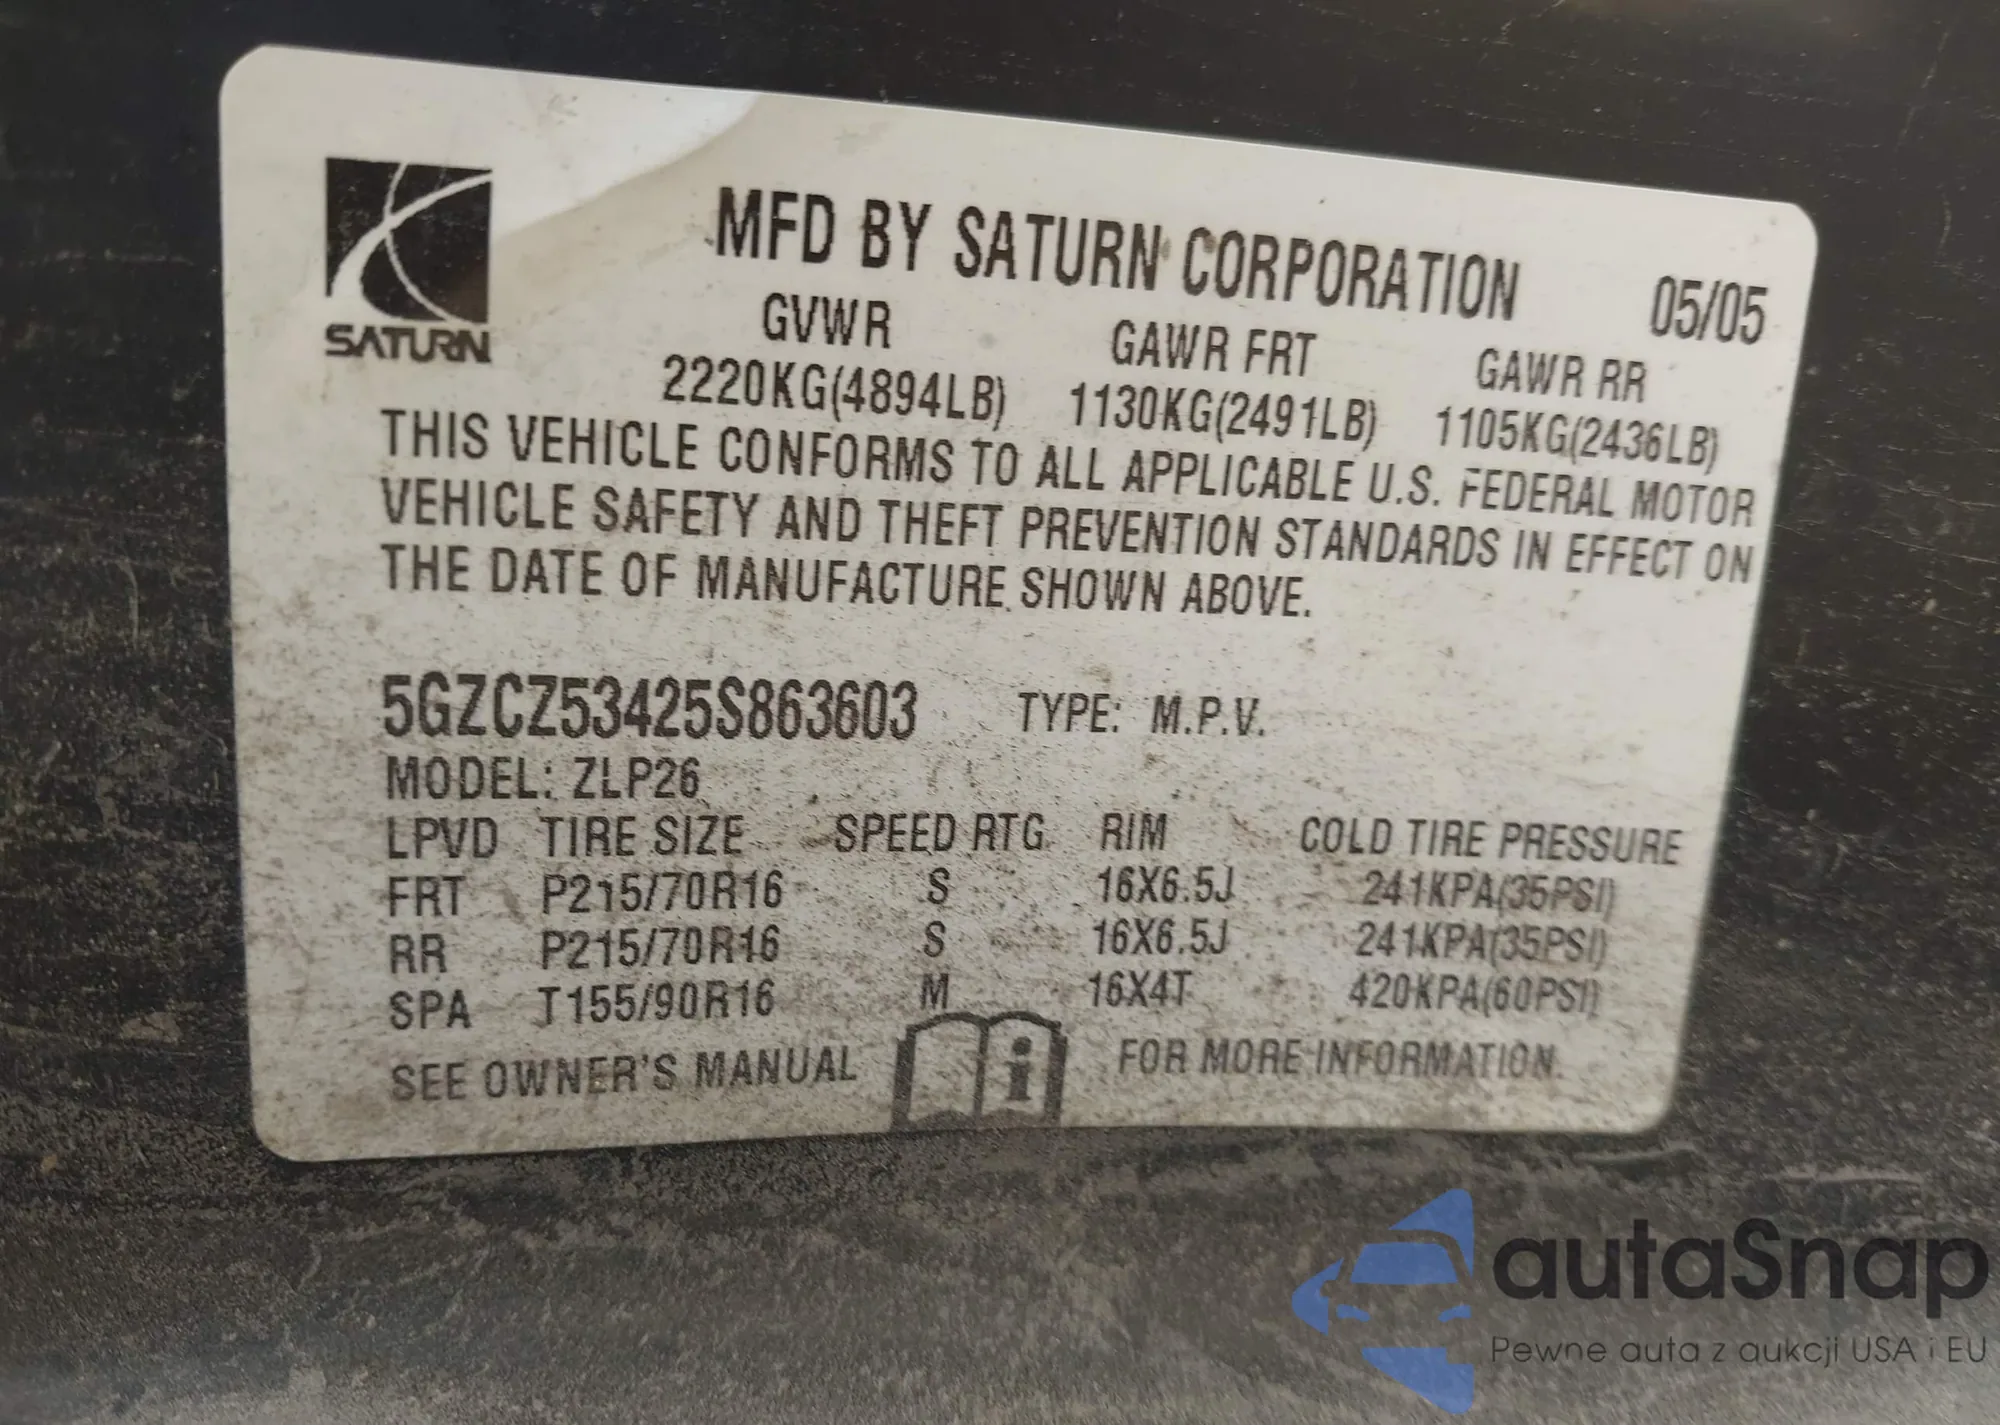 SATURN
MFD BY SATURN CORPORATION 05/05
GVWR GAWR FRT GAWR RR
2220KG(4894LB) 1130KG(2491LB) 1105KG(2436LB)
THIS VEHICLE CONFORMS TO ALL APPLICABLE U.S. FEDERAL MOTOR
VEHICLE SAFETY AND THEFT PREVENTION STANDARDS IN EFFECT ON
THE DATE OF MANUFACTURE SHOWN ABOVE.
5GZCZ53425S863603 TYPE: M.P.V.
MODEL: ZLP26
LPVD TIRE SIZE SPEED RTG RIM COLD TIRE PRESSURE
FRT P215/70R16 S 16X6.5J 241KPA(35PSI)
RR P215/70R16 S 16X6.5J 241KPA(35PSI)
SPA T155/90R16 M 16X4T 420KPA(60PSI)
SEE OWNER'S MANUAL i FOR MORE INFORMATION.
autaSnap
Pewne auta z aukcji USA i EU